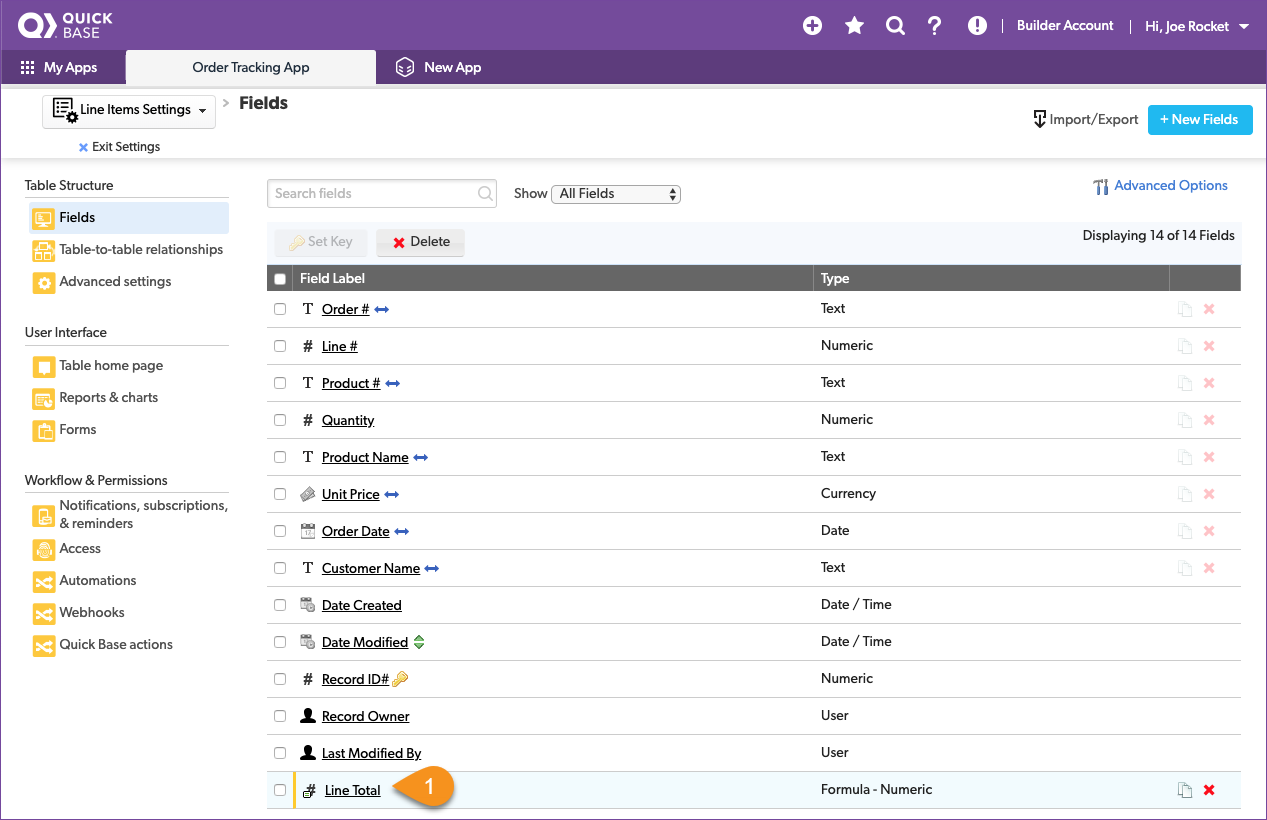 QUICK
BASE
Builder Account
Hi, Joe Rocket
My Apps
Order Tracking App
New App
Line Items Settings
> Fields
Exit Settings
Import/Export
+ New Fields
Table Structure
Fields
Table-to-table relationships
Advanced settings
User Interface
Table home page
Reports & charts
Forms
Workflow & Permissions
Notifications, subscriptions,
& reminders
Access
Automations
Webhooks
Quick Base actions
Search fields
Show All Fields
Advanced Options
Set Key
Delete
Displaying 14 of 14 Fields
Field Label Type
T Order # Text
# Line # Numeric
T Product # Text
# Quantity Numeric
T Product Name Text
Unit Price Currency
Order Date Date
T Customer Name Text
Date Created Date / Time
Date Modified Date / Time
# Record ID# Numeric
Record Owner User
Last Modified By User
# Line Total 1 Formula - Numeric